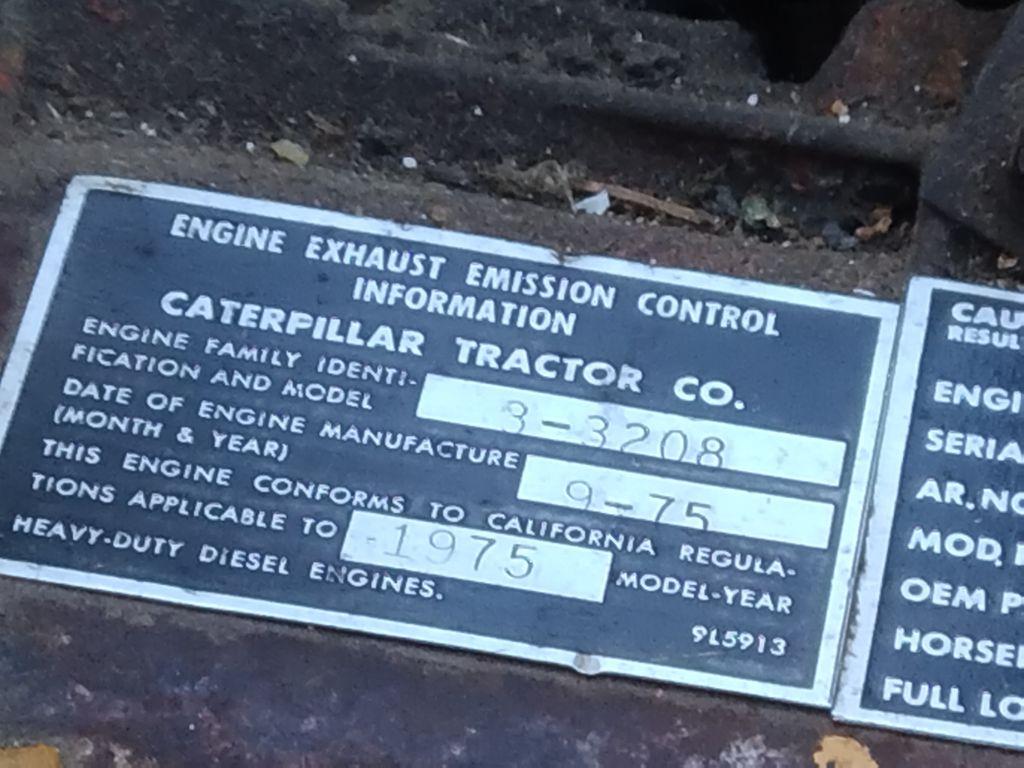 ENGINE EXHAUST EMISSION CONTROL
INFORMATION
CATERPILLAR TRACTOR CO.
ENGINE FAMILY IDENTI-
FICATION AND MODEL 3-3208
DATE OF ENGINE MANUFACTURE
(MONTH & YEAR) 9-75
THIS ENGINE CONFORMS TO CALIFORNIA REGULA-
TIONS APPLICABLE TO 1975 MODEL-YEAR
HEAVY-DUTY DIESEL ENGINES.
9L5913
CAU
RESUL
ENGI
SERIA
AR.NO
MOD.
OEM P
HORSE
FULL LO